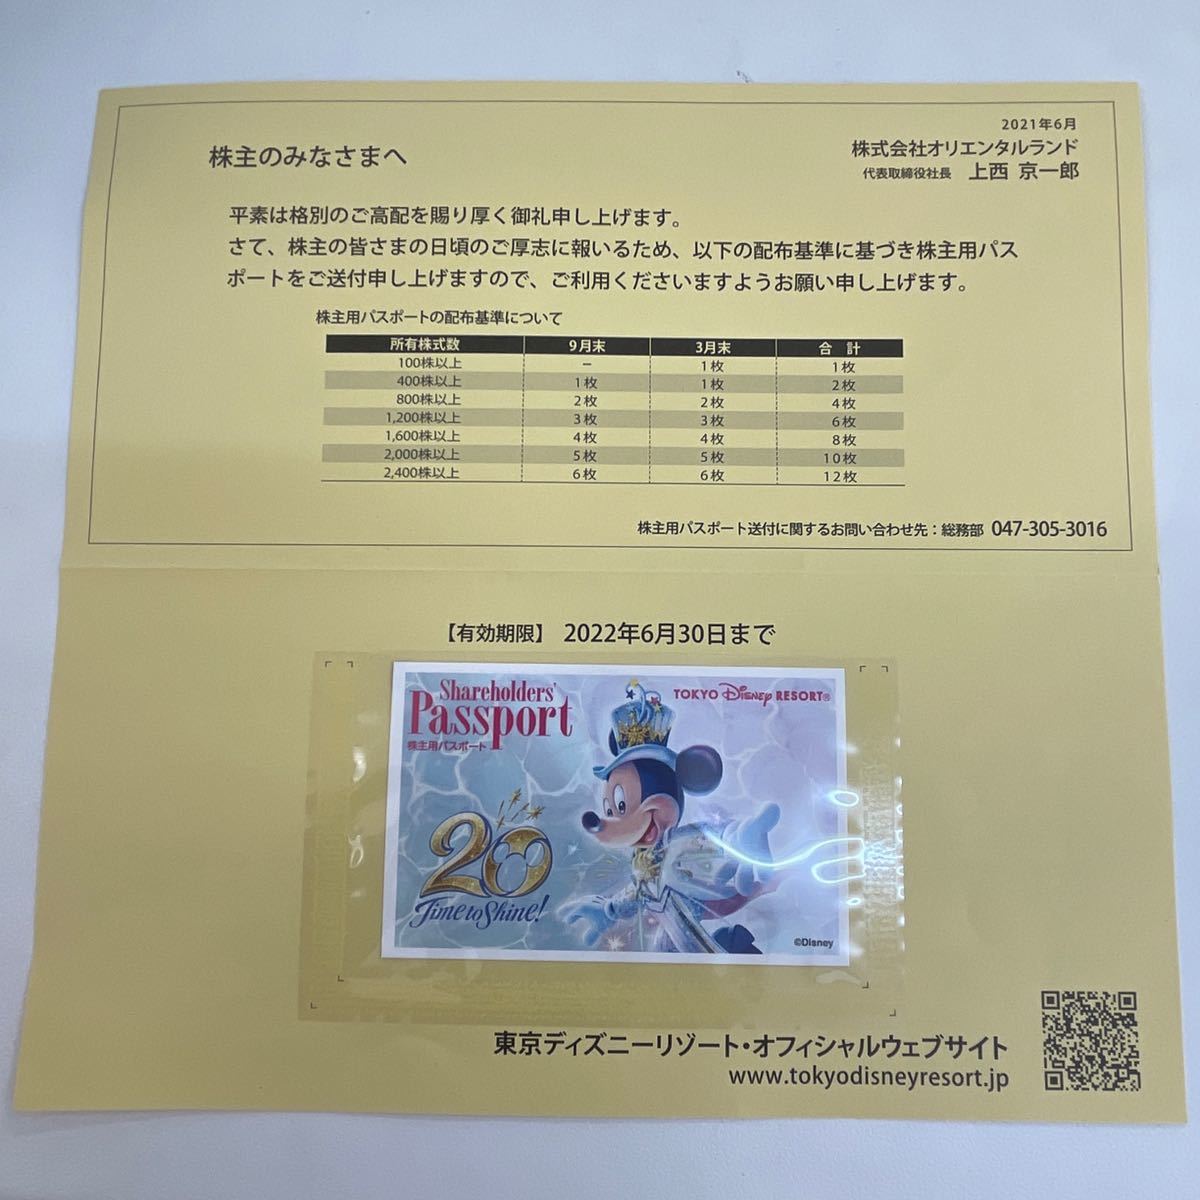 2021年6月
株主のみなさまへ
株式会社オリエンタルランド
代表取締役社長 上西 京一郎
平素は格別のご高配を賜り厚く御礼申し上げます。
さて、株主の皆さまの日頃のご厚志に報いるため、以下の配布基準に基づき株主用パス
ポートをご送付申し上げますので、ご利用くださいますようお願い申し上げます。
株主用パスポートの配布基準について
所有株式数 9月末 3月末 合 計
100株以上 － 1枚 1枚
400株以上 1枚 1枚 2枚
800株以上 2枚 2枚 4枚
1,200株以上 3枚 3枚 6枚
1,600株以上 4枚 4枚 8枚
2,000株以上 5枚 5枚 10枚
2,400株以上 6枚 6枚 12枚
株主用パスポート送付に関するお問い合わせ先：総務部 047-305-3016
【有効期限】 2022年6月30日まで
Shareholders'
Passport
株主用パスポート
TOKYO Disney RESORT®
20
Time to Shine!
©Disney
東京ディズニーリゾート・オフィシャルウェブサイト
www.tokyodisneyresort.jp